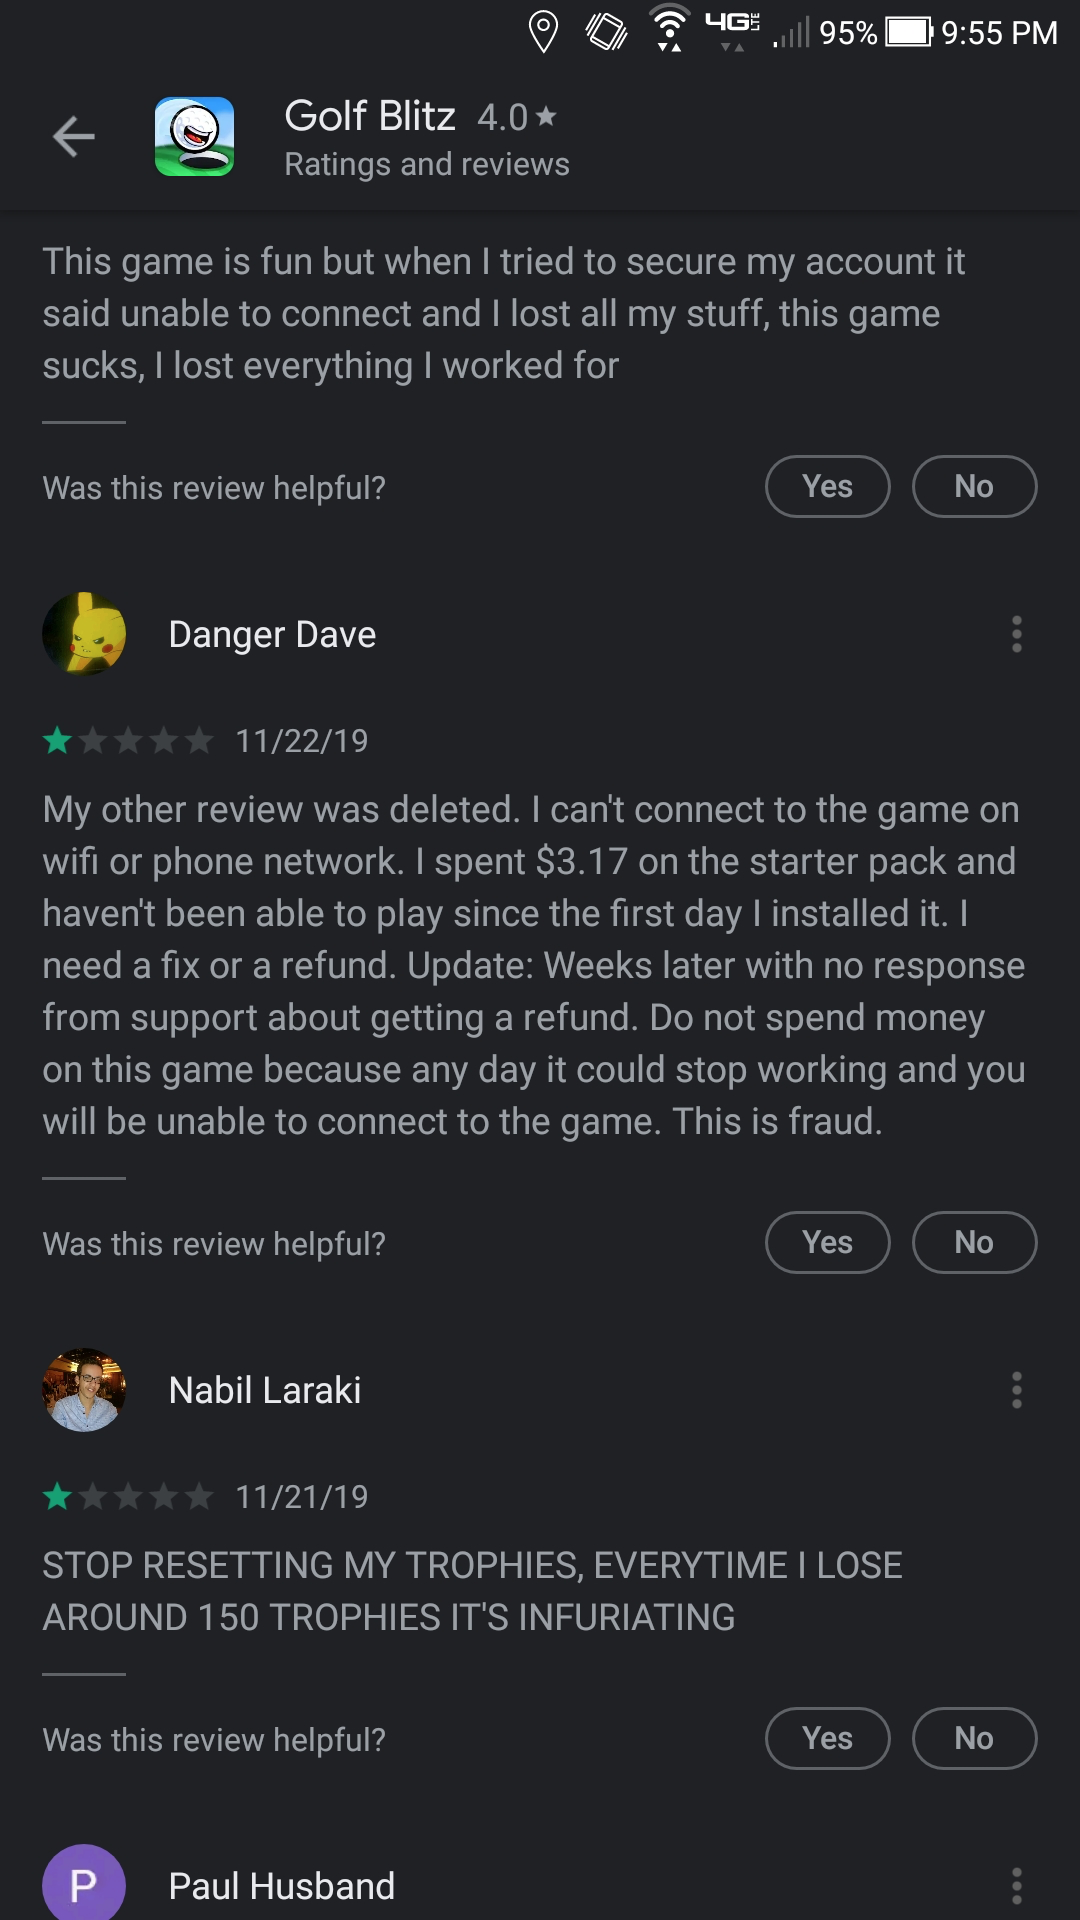 4G LTE 95% 9:55 PM
Golf Blitz 4.0★
Ratings and reviews
This game is fun but when I tried to secure my account it
said unable to connect and I lost all my stuff, this game
sucks, I lost everything I worked for
Was this review helpful? Yes No
Danger Dave
11/22/19
My other review was deleted. I can't connect to the game on
wifi or phone network. I spent $3.17 on the starter pack and
haven't been able to play since the first day I installed it. I
need a fix or a refund. Update: Weeks later with no response
from support about getting a refund. Do not spend money
on this game because any day it could stop working and you
will be unable to connect to the game. This is fraud.
Was this review helpful? Yes No
Nabil Laraki
11/21/19
STOP RESETTING MY TROPHIES, EVERYTIME I LOSE
AROUND 150 TROPHIES IT'S INFURIATING
Was this review helpful? Yes No
P Paul Husband